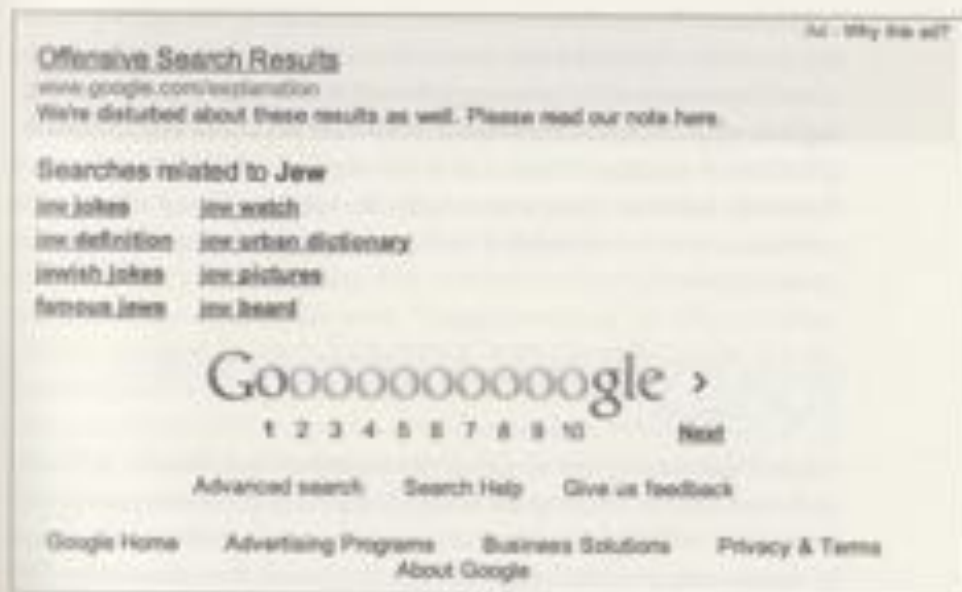 Ad - Why this ad?
Offensive Search Results
www.google.com/explanation
We're disturbed about these results as well. Please read our note here.
Searches related to Jew
jew jokes jew watch
jew definition jew urban dictionary
jewish jokes jew pictures
famous jews jew beard
Goooooooooogle ›
1 2 3 4 5 6 7 8 9 10 Next
Advanced search Search Help Give us feedback
Google Home Advertising Programs Business Solutions Privacy & Terms
About Google